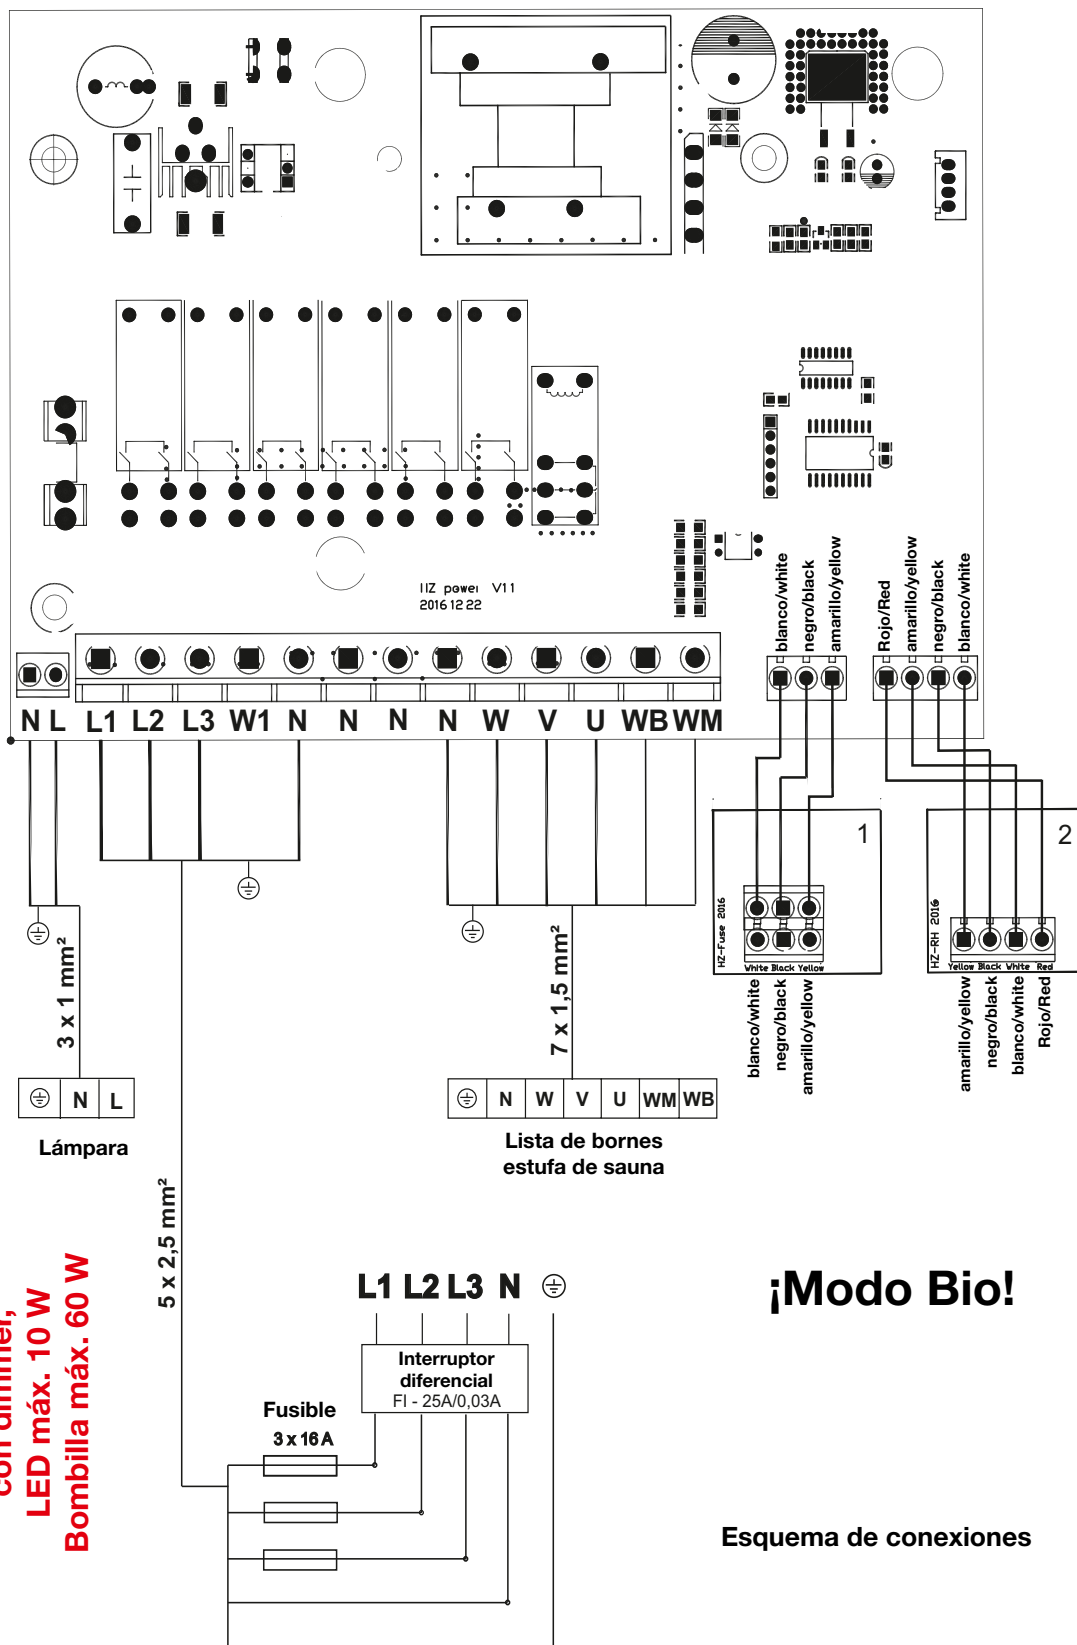 HZ power V1 1
2016 12 22
blanco/white
negro/black
amarillo/yellow
Rojo/Red
amarillo/yellow
negro/black
blanco/white
N L L1 L2 L3 W1 N N N N W V U WB WM
1
2
HZ-Fuse 2016
White Black Yellow
HZ-RH 2016
Yellow Black White Red
blanco/white
negro/black
amarillo/yellow
amarillo/yellow
negro/black
blanco/white
Rojo/Red
3 x 1 mm²
7 x 1,5 mm²
N L
Lámpara
N W V U WM WB
Lista de bornes
estufa de sauna
5 x 2,5 mm²
con dimmer,
LED máx. 10 W
Bombilla máx. 60 W
L1 L2 L3 N
¡Modo Bio!
Interruptor
diferencial
FI - 25A/0,03A
Fusible
3 x 16 A
Esquema de conexiones